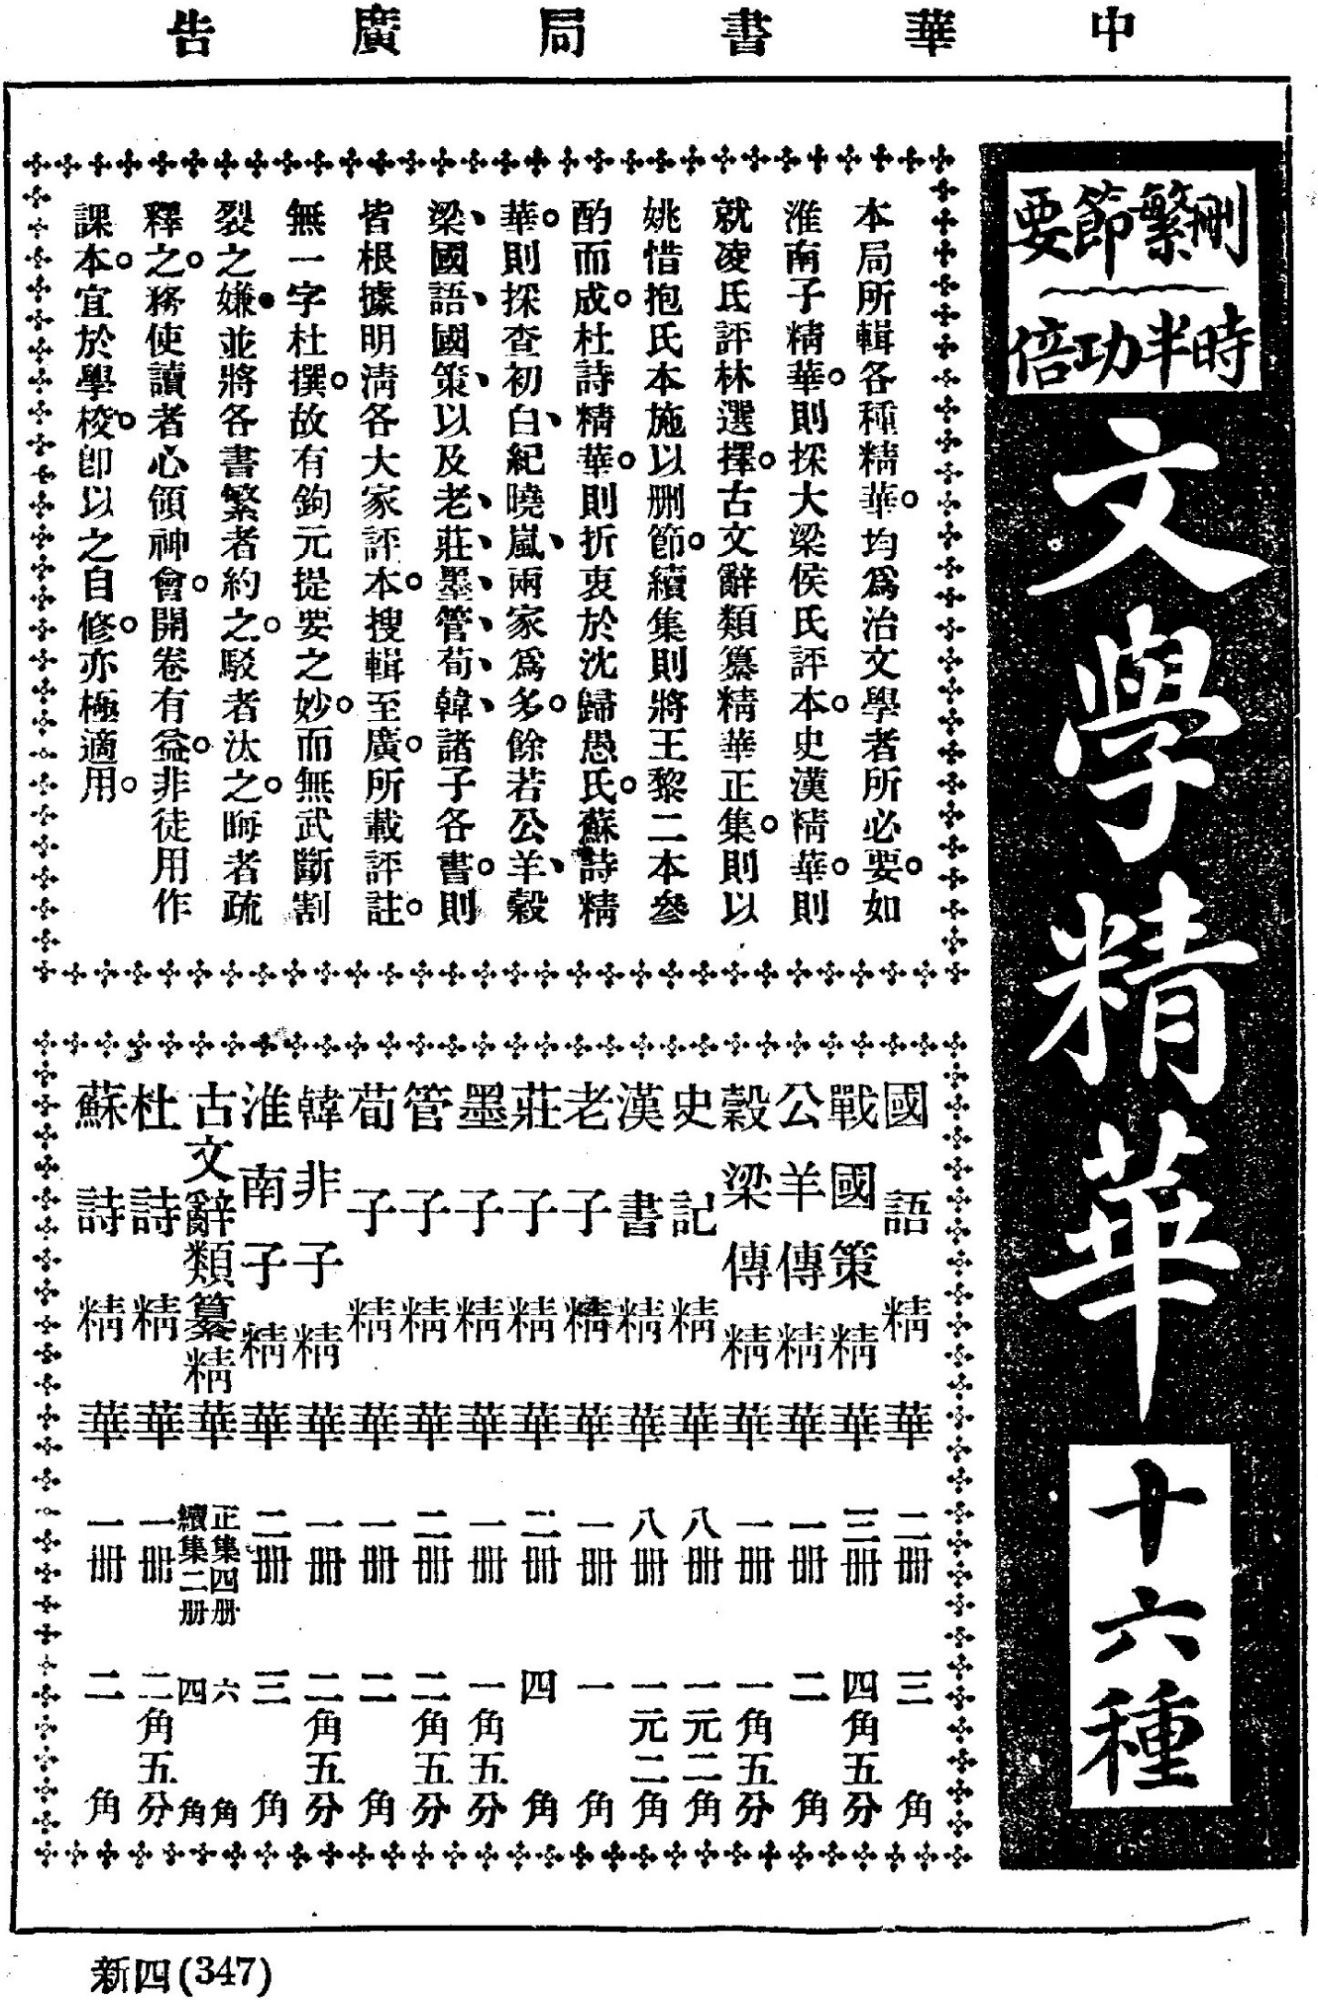 中華書局廣告
刪繁節要
時半功倍
文學精華
十六種
本局所輯各種精華。均為治文學者所必要。如
淮南子精華。則採大梁侯氏評本。史漢精華。則
就凌氏評林選擇。古文辭類纂精華正集。則以
姚惜抱氏本施以刪節。續集則將王黎二本參
酌而成。杜詩精華。則折衷於沈歸愚氏。蘇詩精
華。則採查初白、紀曉嵐、兩家為多。餘若公羊、穀
梁、國語、國策、以及老、莊、墨、管、荀、韓、諸子各書。則
皆根據明清各大家評本。搜輯至廣。所載評註。
無一字杜撰。故有鉤元提要之妙。而無武斷割
裂之嫌。並將各書繁者約之。駁者汰之。晦者疏
釋之。務使讀者心領神會。開卷有益。非徒用作
課本。宜於學校。卽以之自修。亦極適用。
國語精華 二冊 三角
戰國策精華 三冊 四角五分
公羊傳精華 一冊 二角
穀梁傳精華 一冊 一角五分
史記精華 八冊 一元二角
漢書精華 八冊 一元二角
老子精華 一冊 一角
莊子精華 二冊 四角
墨子精華 一冊 一角五分
管子精華 二冊 二角五分
荀子精華 一冊 二角
韓非子精華 一冊 二角五分
淮南子精華 二冊 三角
古文辭類纂精華 正集四冊 六角
續集二冊 四角
杜詩精華 一冊 二角五分
蘇詩精華 一冊 二角
新四(347)